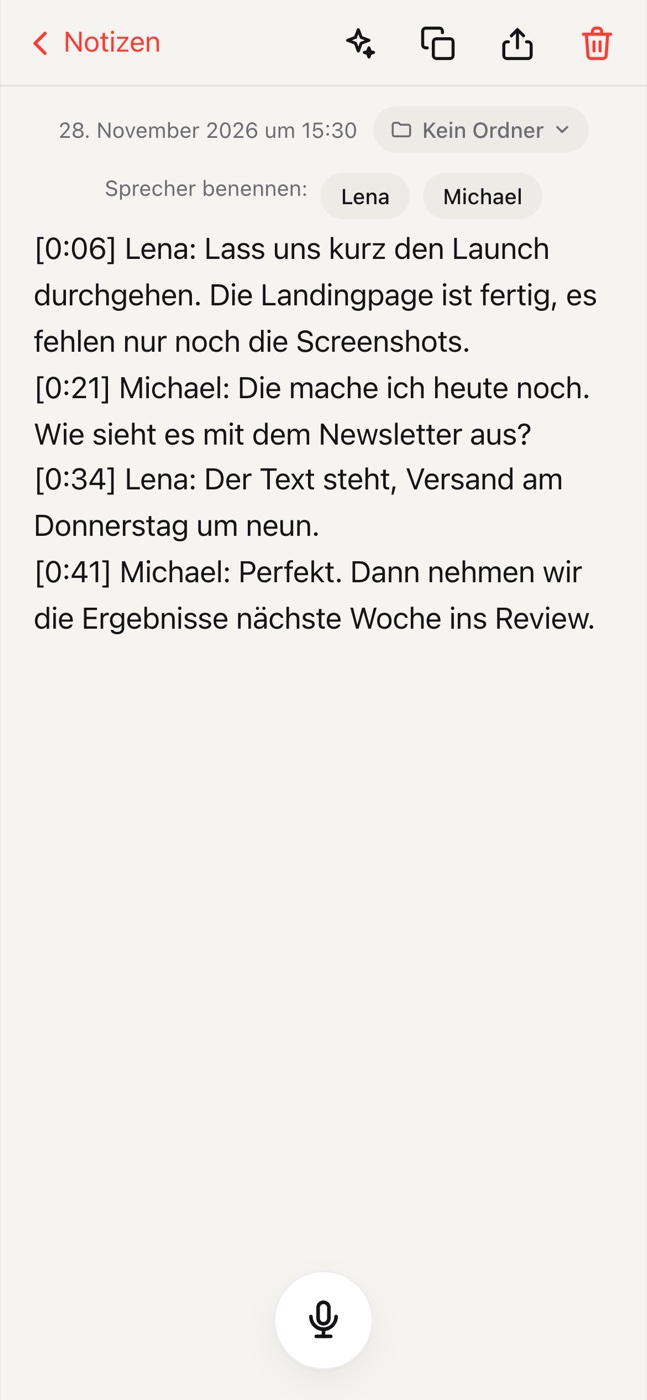 Notizen
28. November 2026 um 15:30 Kein Ordner
Sprecher benennen: Lena Michael
[0:06] Lena: Lass uns kurz den Launch
durchgehen. Die Landingpage ist fertig, es
fehlen nur noch die Screenshots.
[0:21] Michael: Die mache ich heute noch.
Wie sieht es mit dem Newsletter aus?
[0:34] Lena: Der Text steht, Versand am
Donnerstag um neun.
[0:41] Michael: Perfekt. Dann nehmen wir
die Ergebnisse nächste Woche ins Review.